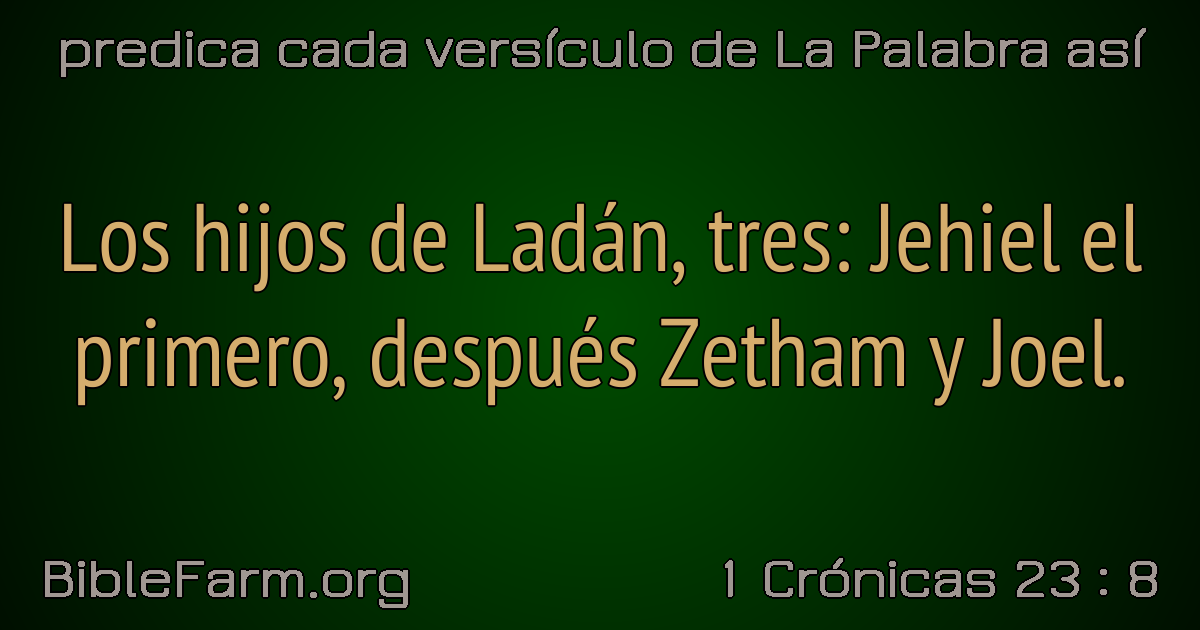 predica cada versículo de La Palabra así
Los hijos de Ladán, tres: Jehiel el
primero, después Zetham y Joel.
BibleFarm.org
1 Crónicas 23 : 8